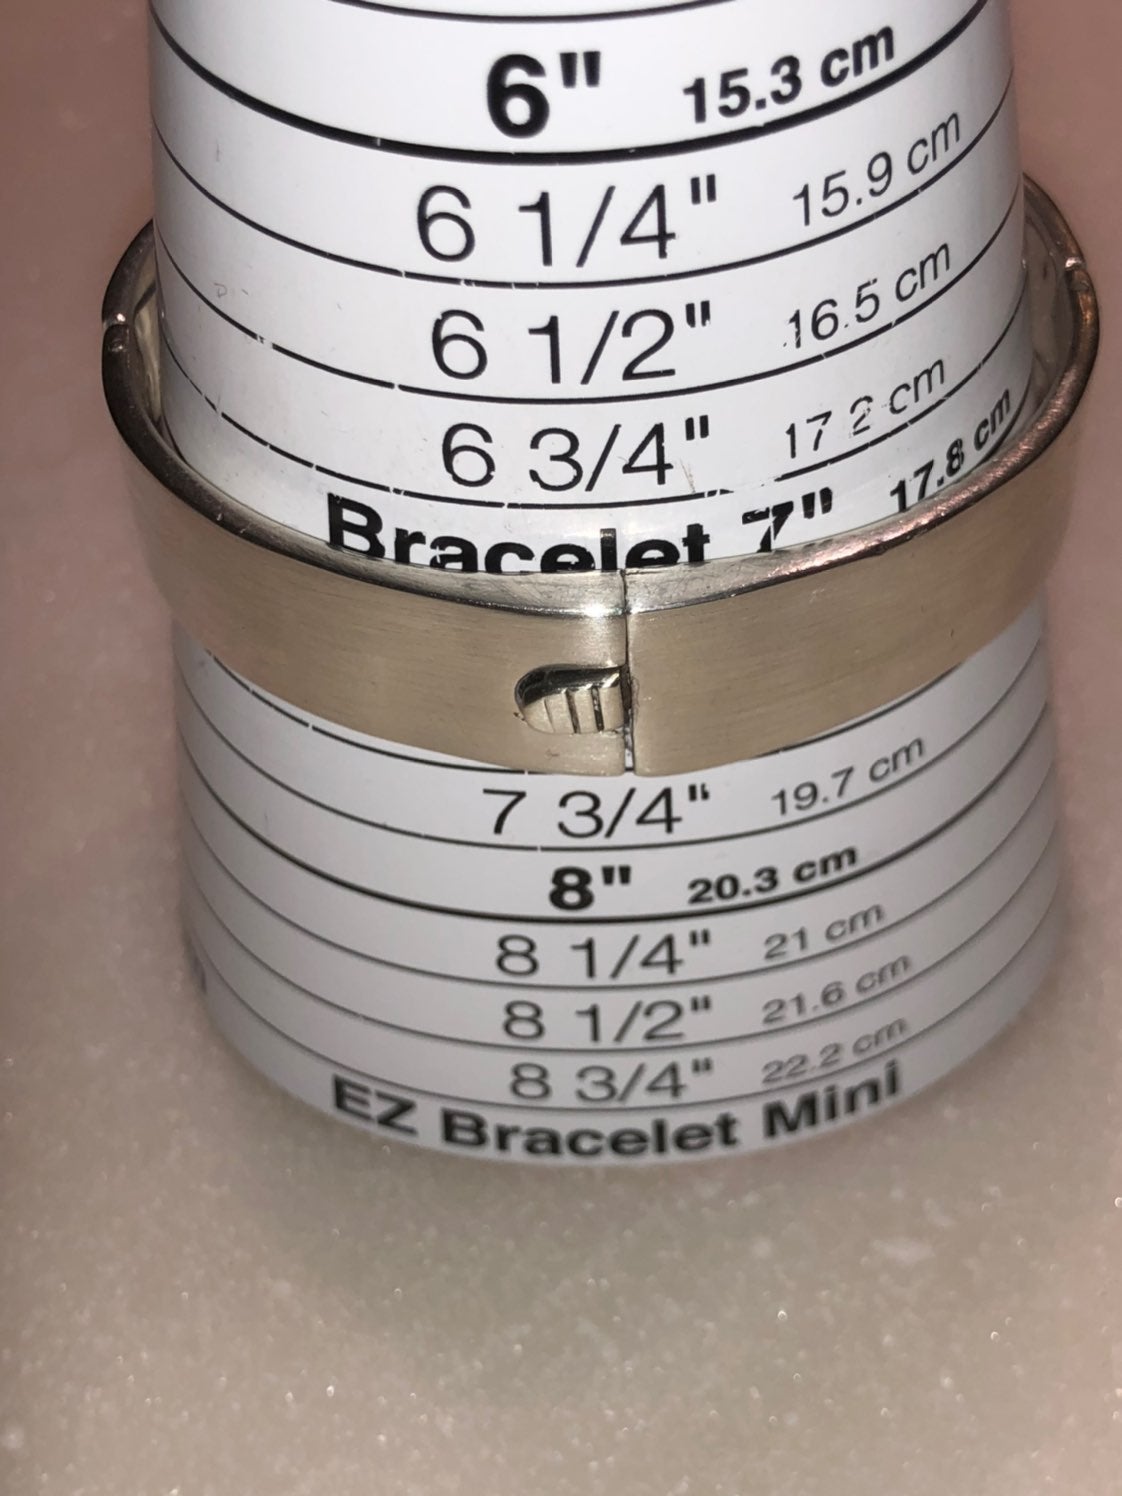 6" 15.3 cm
6 1/4" 15.9 cm
6 1/2" 16.5 cm
6 3/4" 17 2 cm
Bracelet 7" 17.8 cm
7 3/4" 19.7 cm
8" 20.3 cm
8 1/4" 21 cm
8 1/2" 21.6 cm
8 3/4" 22.2 cm
EZ Bracelet Mini